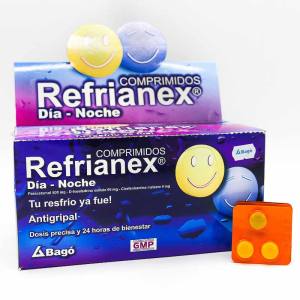 COMPRIMIDOS
Refrianex®
Día - Noche
COMPRIMIDOS
Refrianex®
Día - Noche
Bagó
Tu resfrio ya fue!
Antigripal
Dosis precisa y 24 horas de bienestar
Bagó
GMP